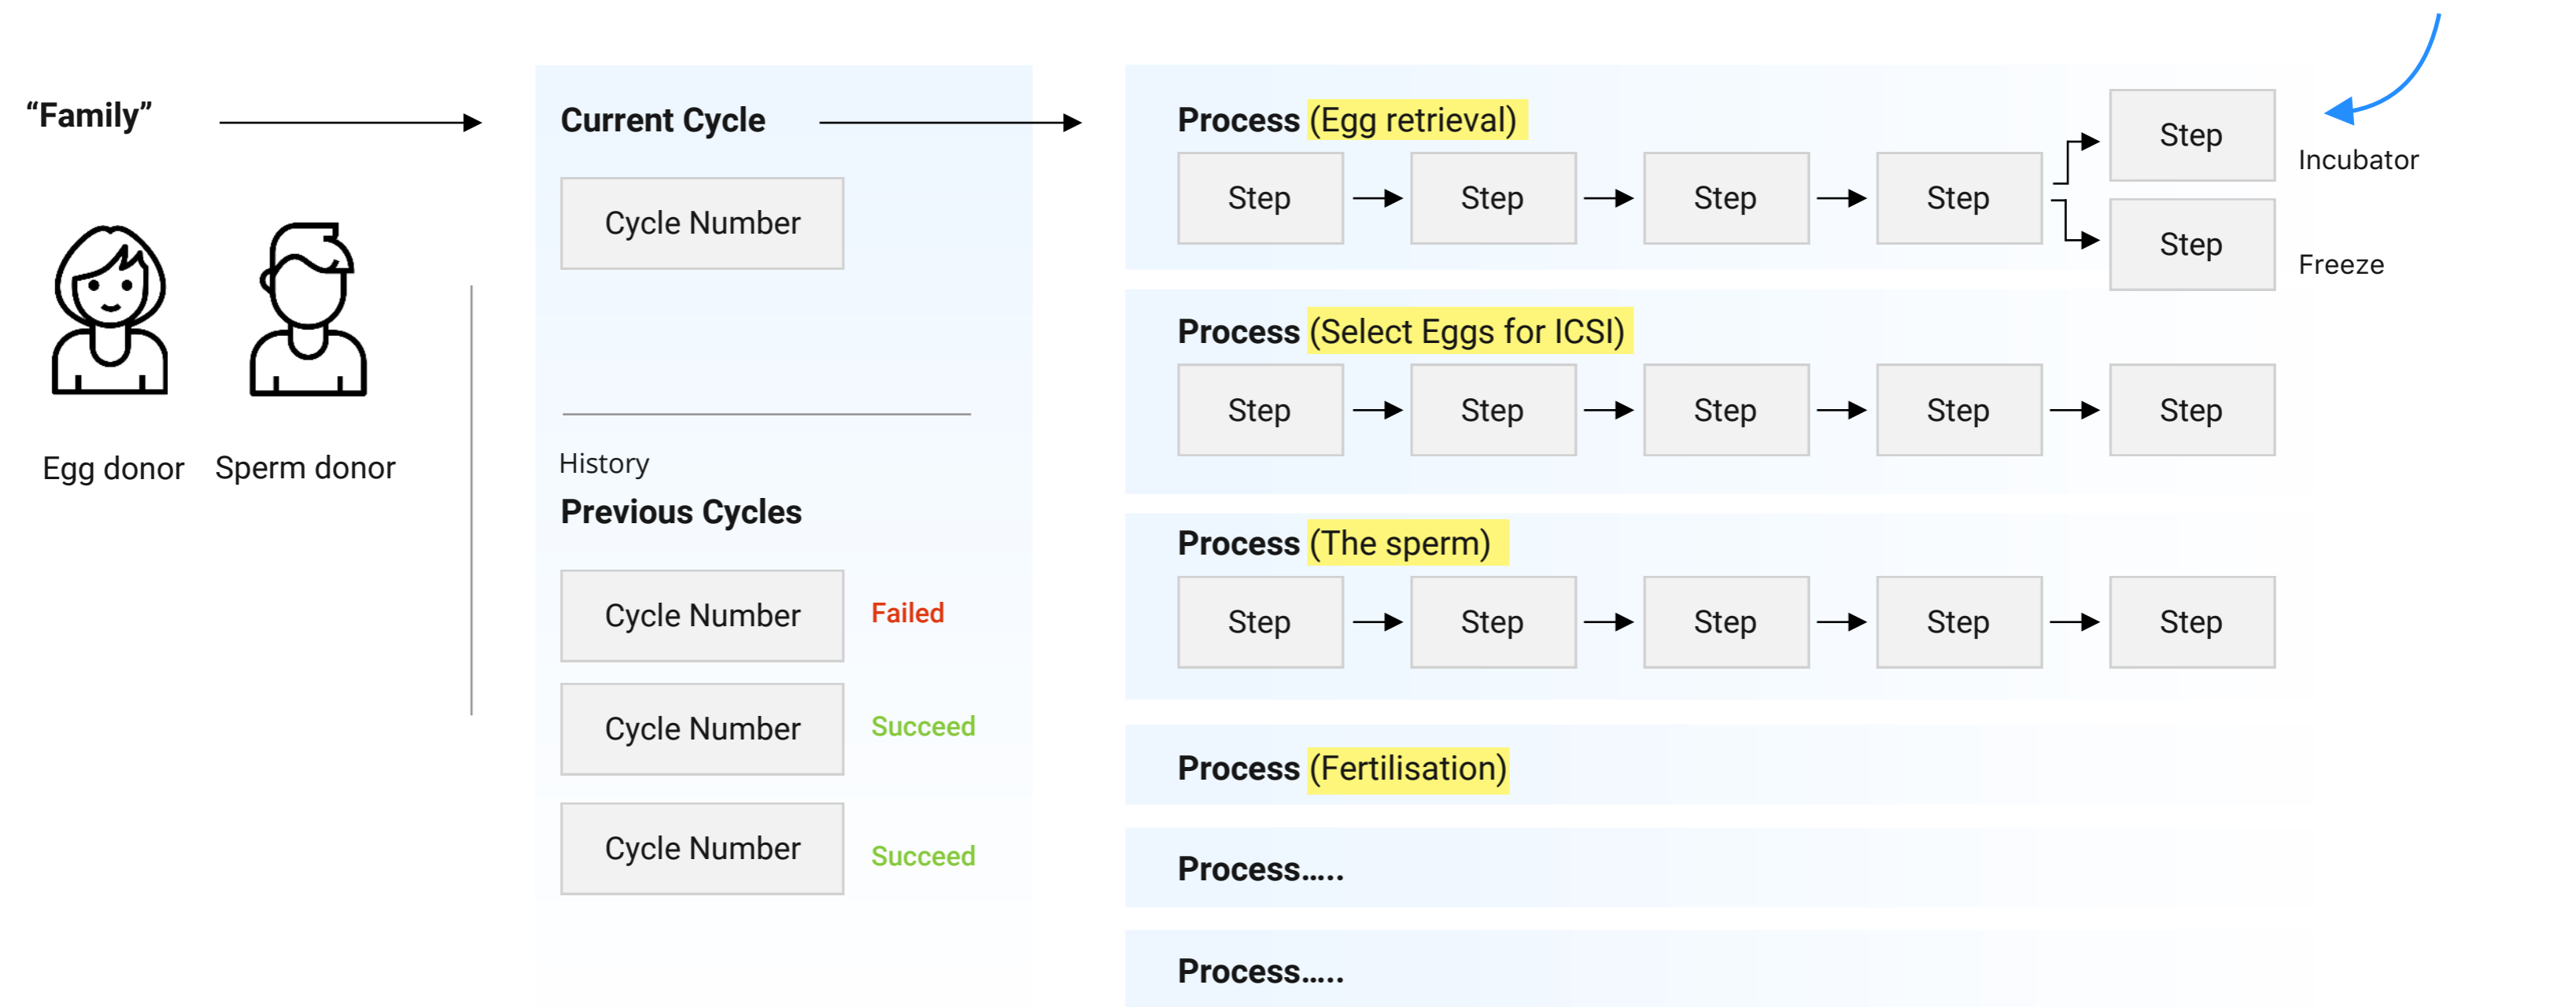 “Family”
Egg donor
Sperm donor
Current Cycle
Cycle Number
History
Previous Cycles
Cycle Number
Failed
Cycle Number
Succeed
Cycle Number
Succeed
Process (Egg retrieval)
Step
Step
Step
Step
Step
Incubator
Step
Freeze
Process (Select Eggs for ICSI)
Step
Step
Step
Step
Step
Process (The sperm)
Step
Step
Step
Step
Step
Process (Fertilisation)
Process.....
Process.....